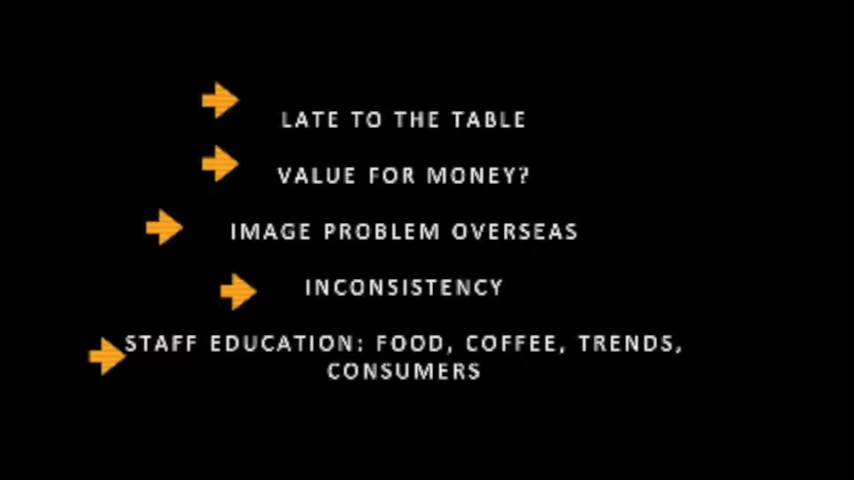 LATE TO THE TABLE
VALUE FOR MONEY?
IMAGE PROBLEM OVERSEAS
INCONSISTENCY
STAFF EDUCATION: FOOD, COFFEE, TRENDS,
CONSUMERS